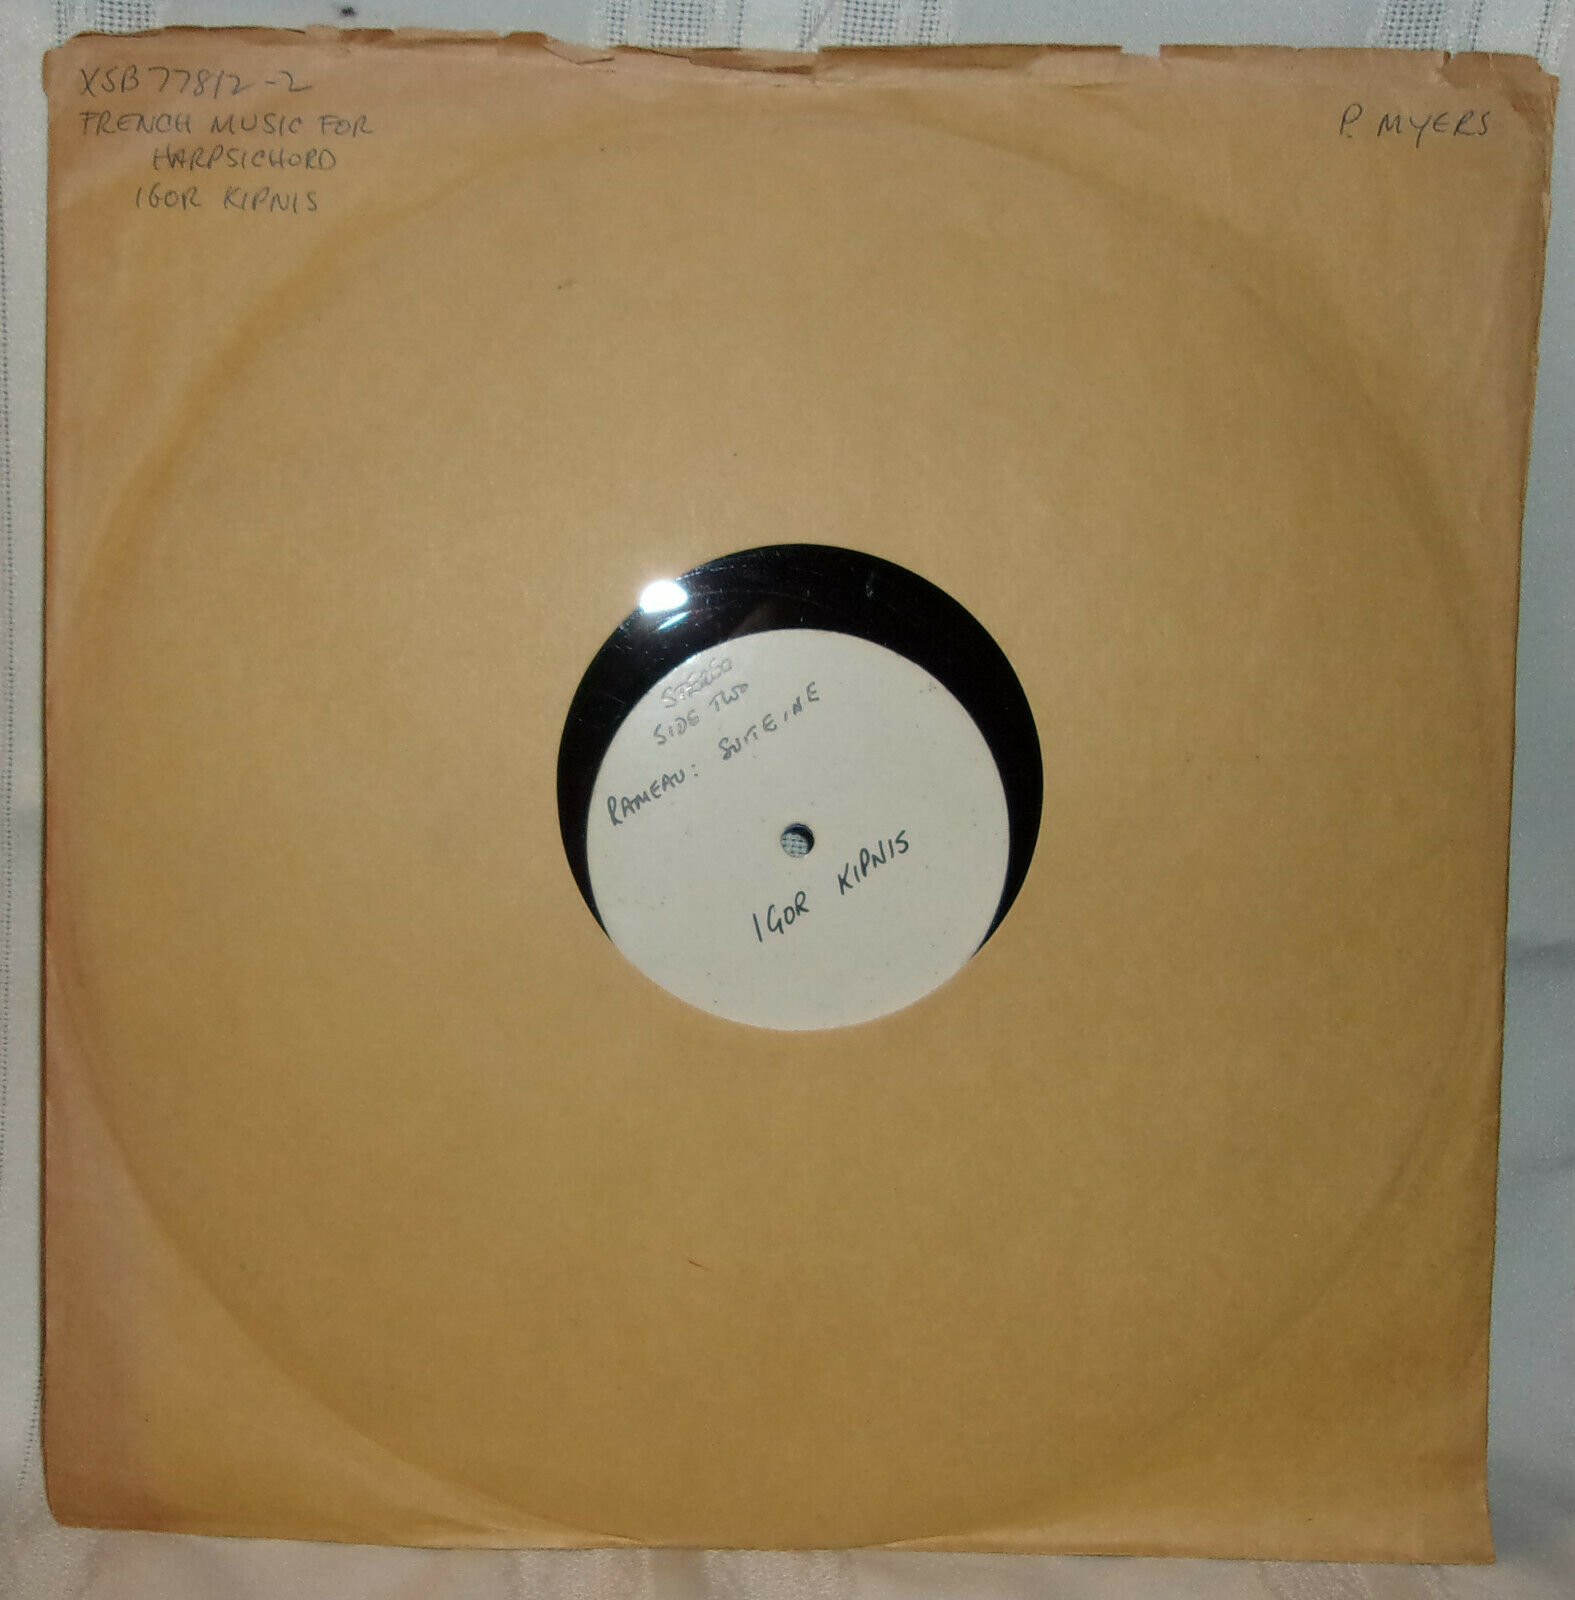 XSB 77812-2
FRENCH MUSIC FOR
HARPSICHORD
IGOR KIPNIS
P. MYERS
STEREO
SIDE TWO
RAMEAU: SUITE IN E
IGOR KIPNIS